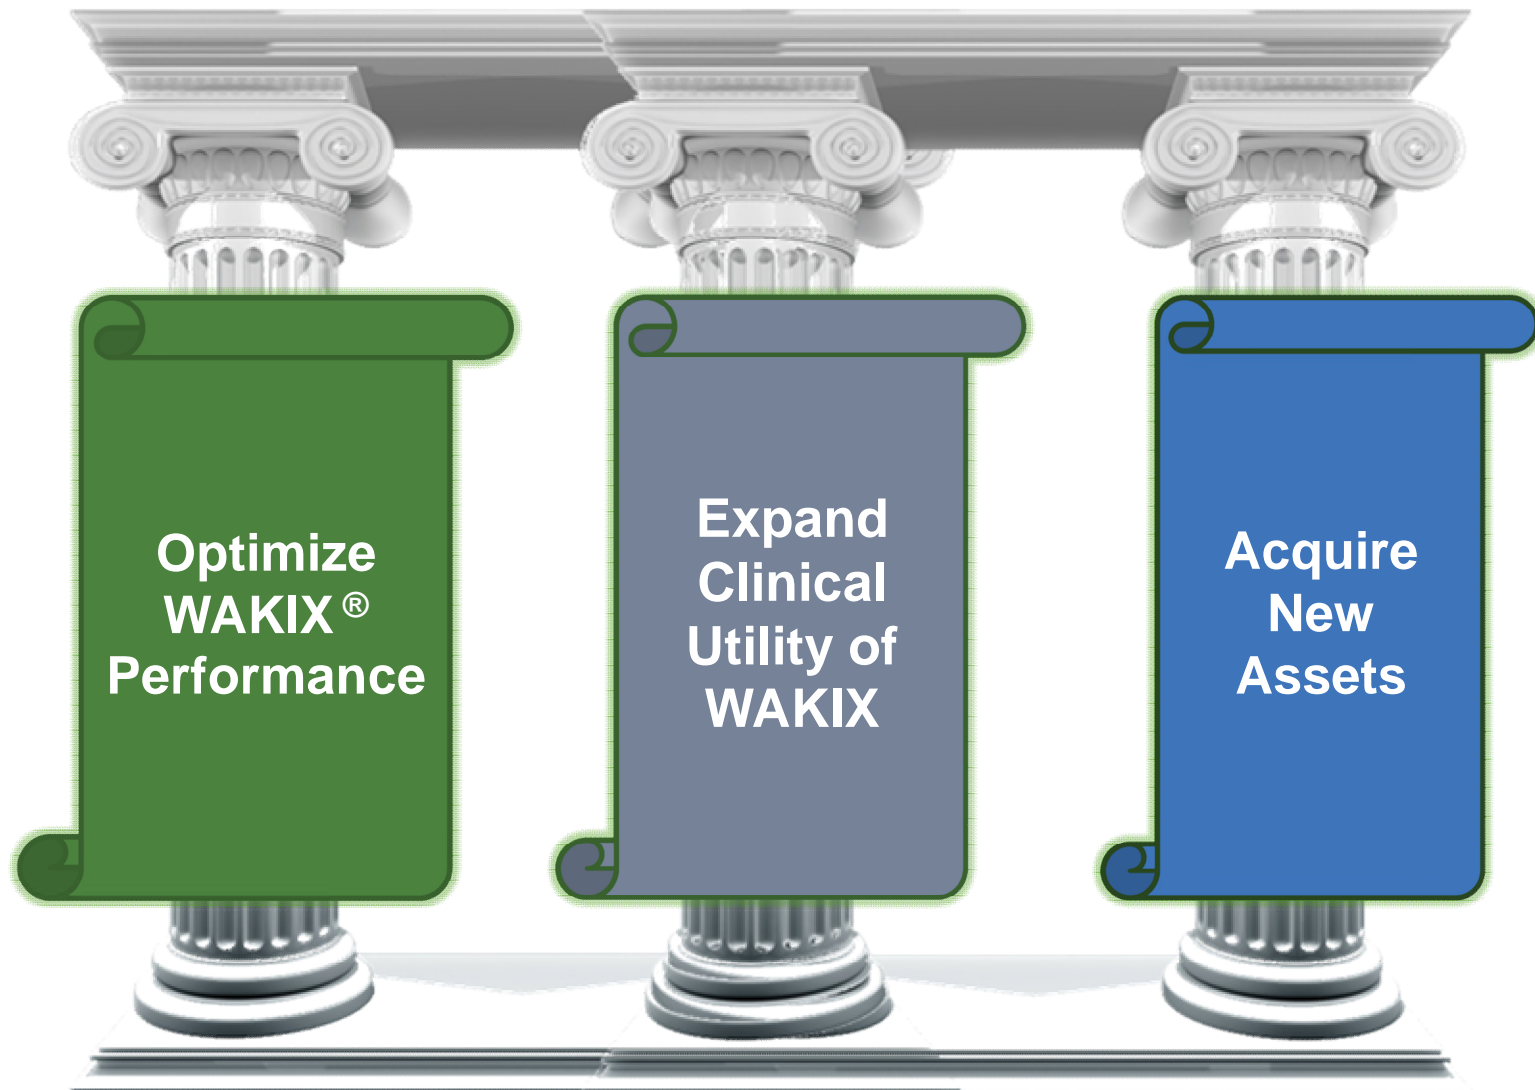 Optimize
WAKIX®
Performance
Expand
Clinical
Utility of
WAKIX
Acquire
New
Assets